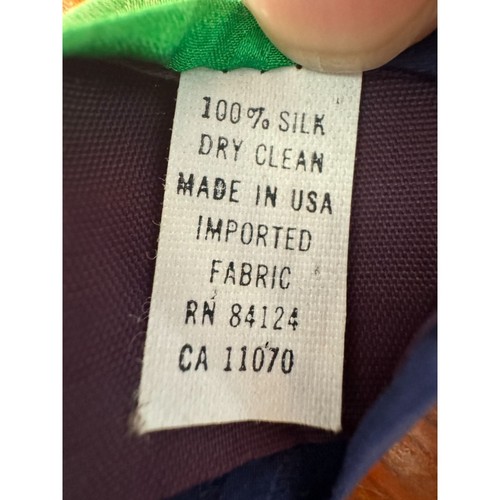 100% SILK
DRY CLEAN
MADE IN USA
IMPORTED
FABRIC
RN 84124
CA 11070